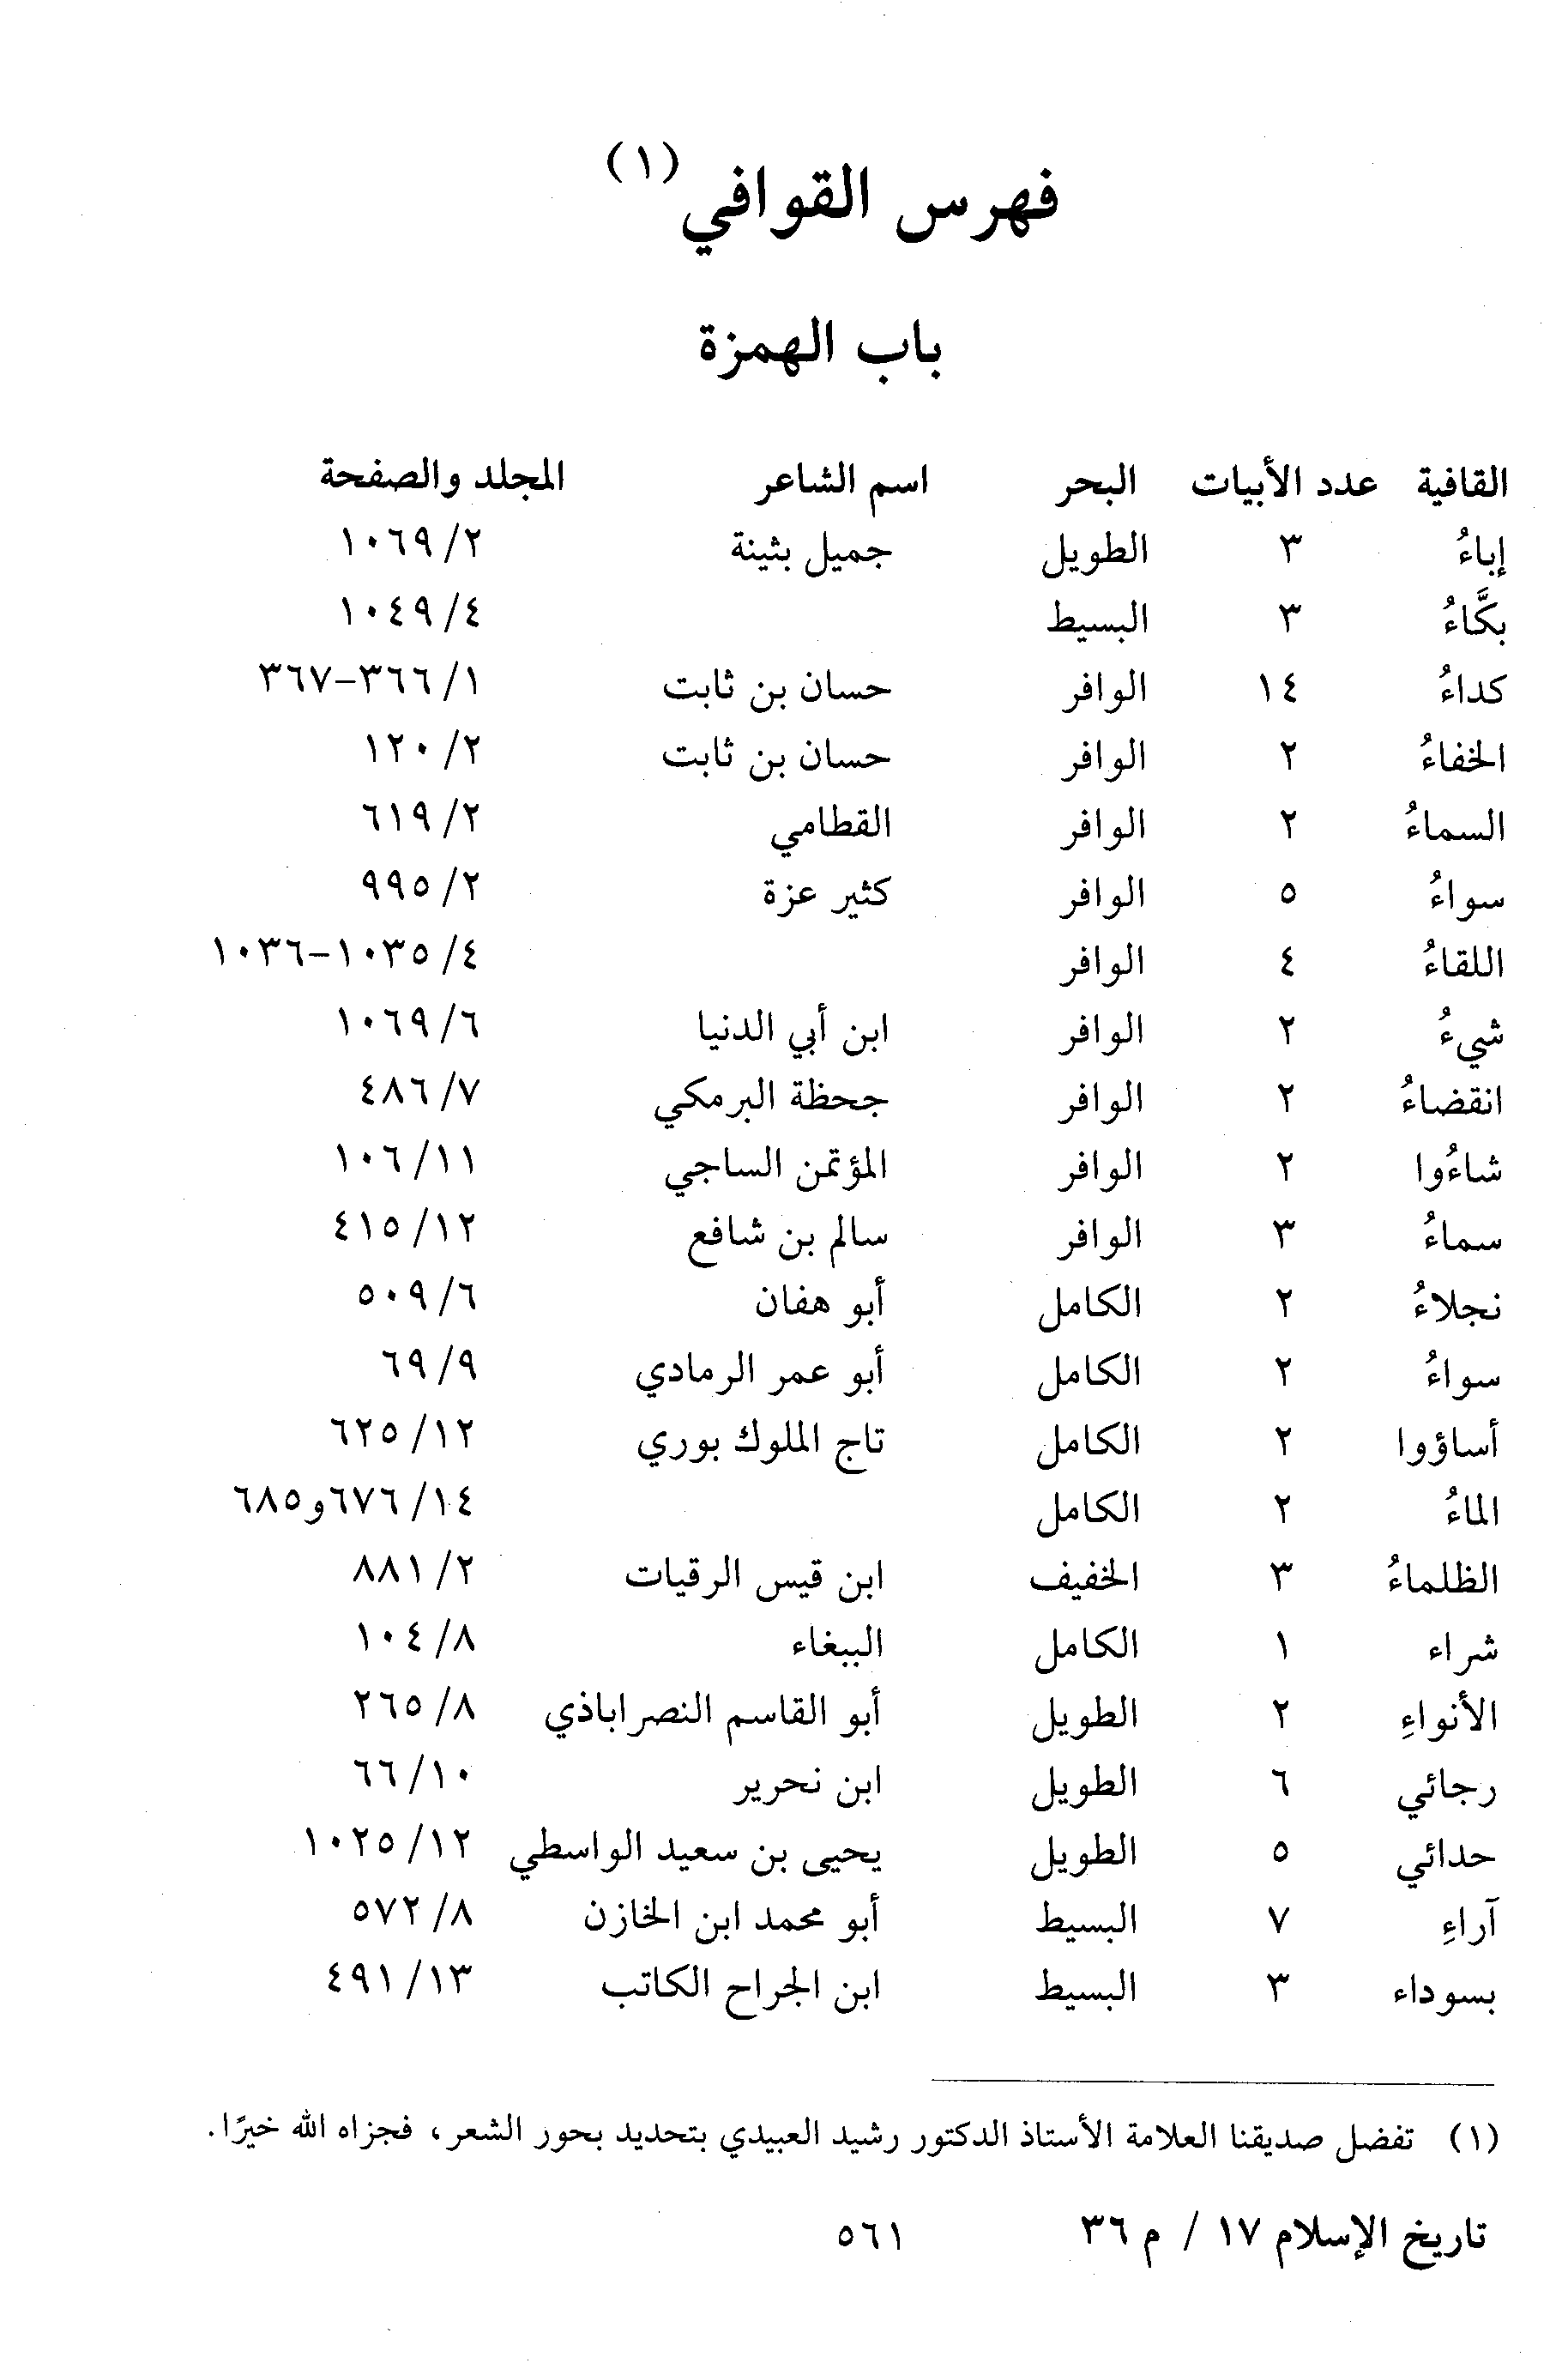 فهرس القوافي(١)
باب الهمزة
القافية عدد الأبيات البحر اسم الشاعر المجلد والصفحة
إباءُ ٣ الطويل جميل بثينة ٢/ ١٠٦٩
بكَّاءُ ٣ البسيط ٤/ ١٠٤٩
كداءُ ١٤ الوافر حسان بن ثابت ١/ ٣٦٦-٣٦٧
الخفاءُ ٢ الوافر حسان بن ثابت ٢/ ١٢٠
السماءُ ٢ الوافر القطامي ٢/ ٦١٩
سواءُ ٥ الوافر كثير عزة ٢/ ٩٩٥
اللقاءُ ٤ الوافر ٤/ ١٠٣٥-١٠٣٦
شيءُ ٢ الوافر ابن أبي الدنيا ٦/ ١٠٦٩
انقضاءُ ٢ الوافر جحظة البرمكي ٧/ ٤٨٦
شاءُوا ٢ الوافر المؤتمن الساجي ١١/ ١٠٦
سماءُ ٣ الوافر سالم بن شافع ١٢/ ٤١٥
نجلاءُ ٢ الكامل أبو هفان ٦/ ٥٠٩
سواءُ ٢ الكامل أبو عمر الرمادي ٩/ ٦٩
أساؤوا ٢ الكامل تاج الملوك بوري ١٢/ ٦٢٥
الماءُ ٢ الكامل ١٤/ ٦٧٦و٦٨٥
الظلماءُ ٣ الخفيف ابن قيس الرقيات ٢/ ٨٨١
شراء ١ الكامل الببغاء ٨/ ١٠٤
الأنواءِ ٢ الطويل أبو القاسم النصراباذي ٨/ ٢٦٥
رجائي ٦ الطويل ابن نحرير ١٠/ ٦٦
حدائي ٥ الطويل يحيى بن سعيد الواسطي ١٢/ ١٠٢٥
آراءِ ٧ البسيط أبو محمد ابن الخازن ٨/ ٥٧٢
بسوداء ٣ البسيط ابن الجراح الكاتب ١٣/ ٤٩١
(١) تفضل صديقنا العلامة الأستاذ الدكتور رشيد العبيدي بتحديد بحور الشعر، فجزاه الله خيرًا.
تاريخ الإسلام ١٧ / م ٣٦ ٥٦١